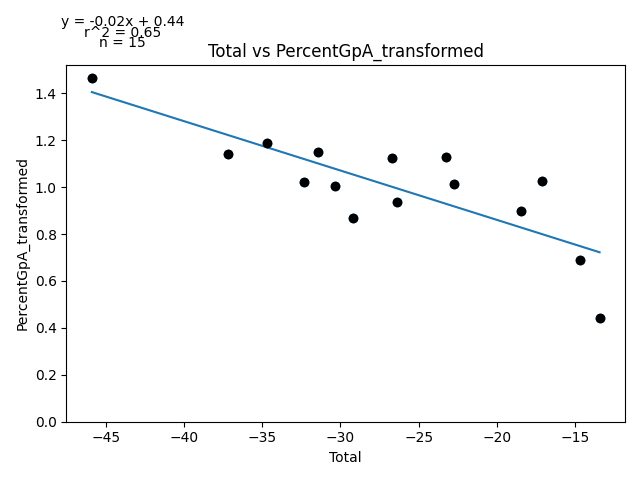 y = -0.02x + 0.44
r^2 = 0.65
n = 15
Total vs PercentGpA_transformed
PercentGpA_transformed
1.4
1.2
1.0
0.8
0.6
0.4
0.2
0.0
−45 −40 −35 −30 −25 −20 −15
Total